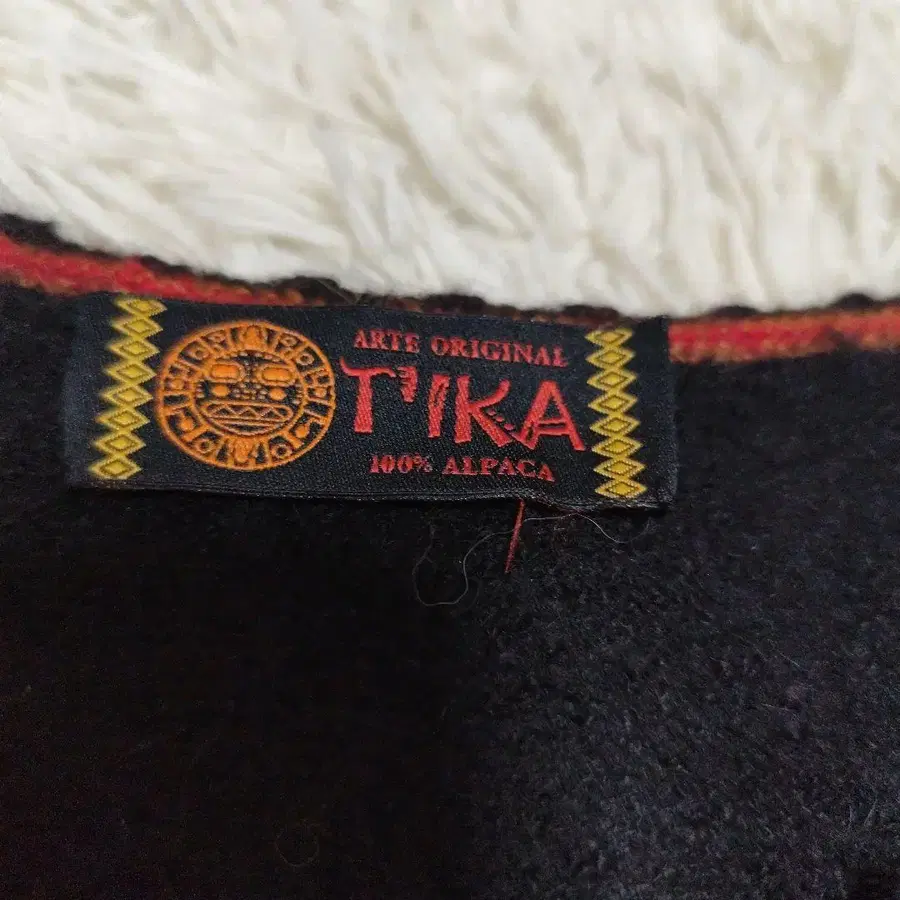 ARTE ORIGINAL
T'IKA
100% ALPACA